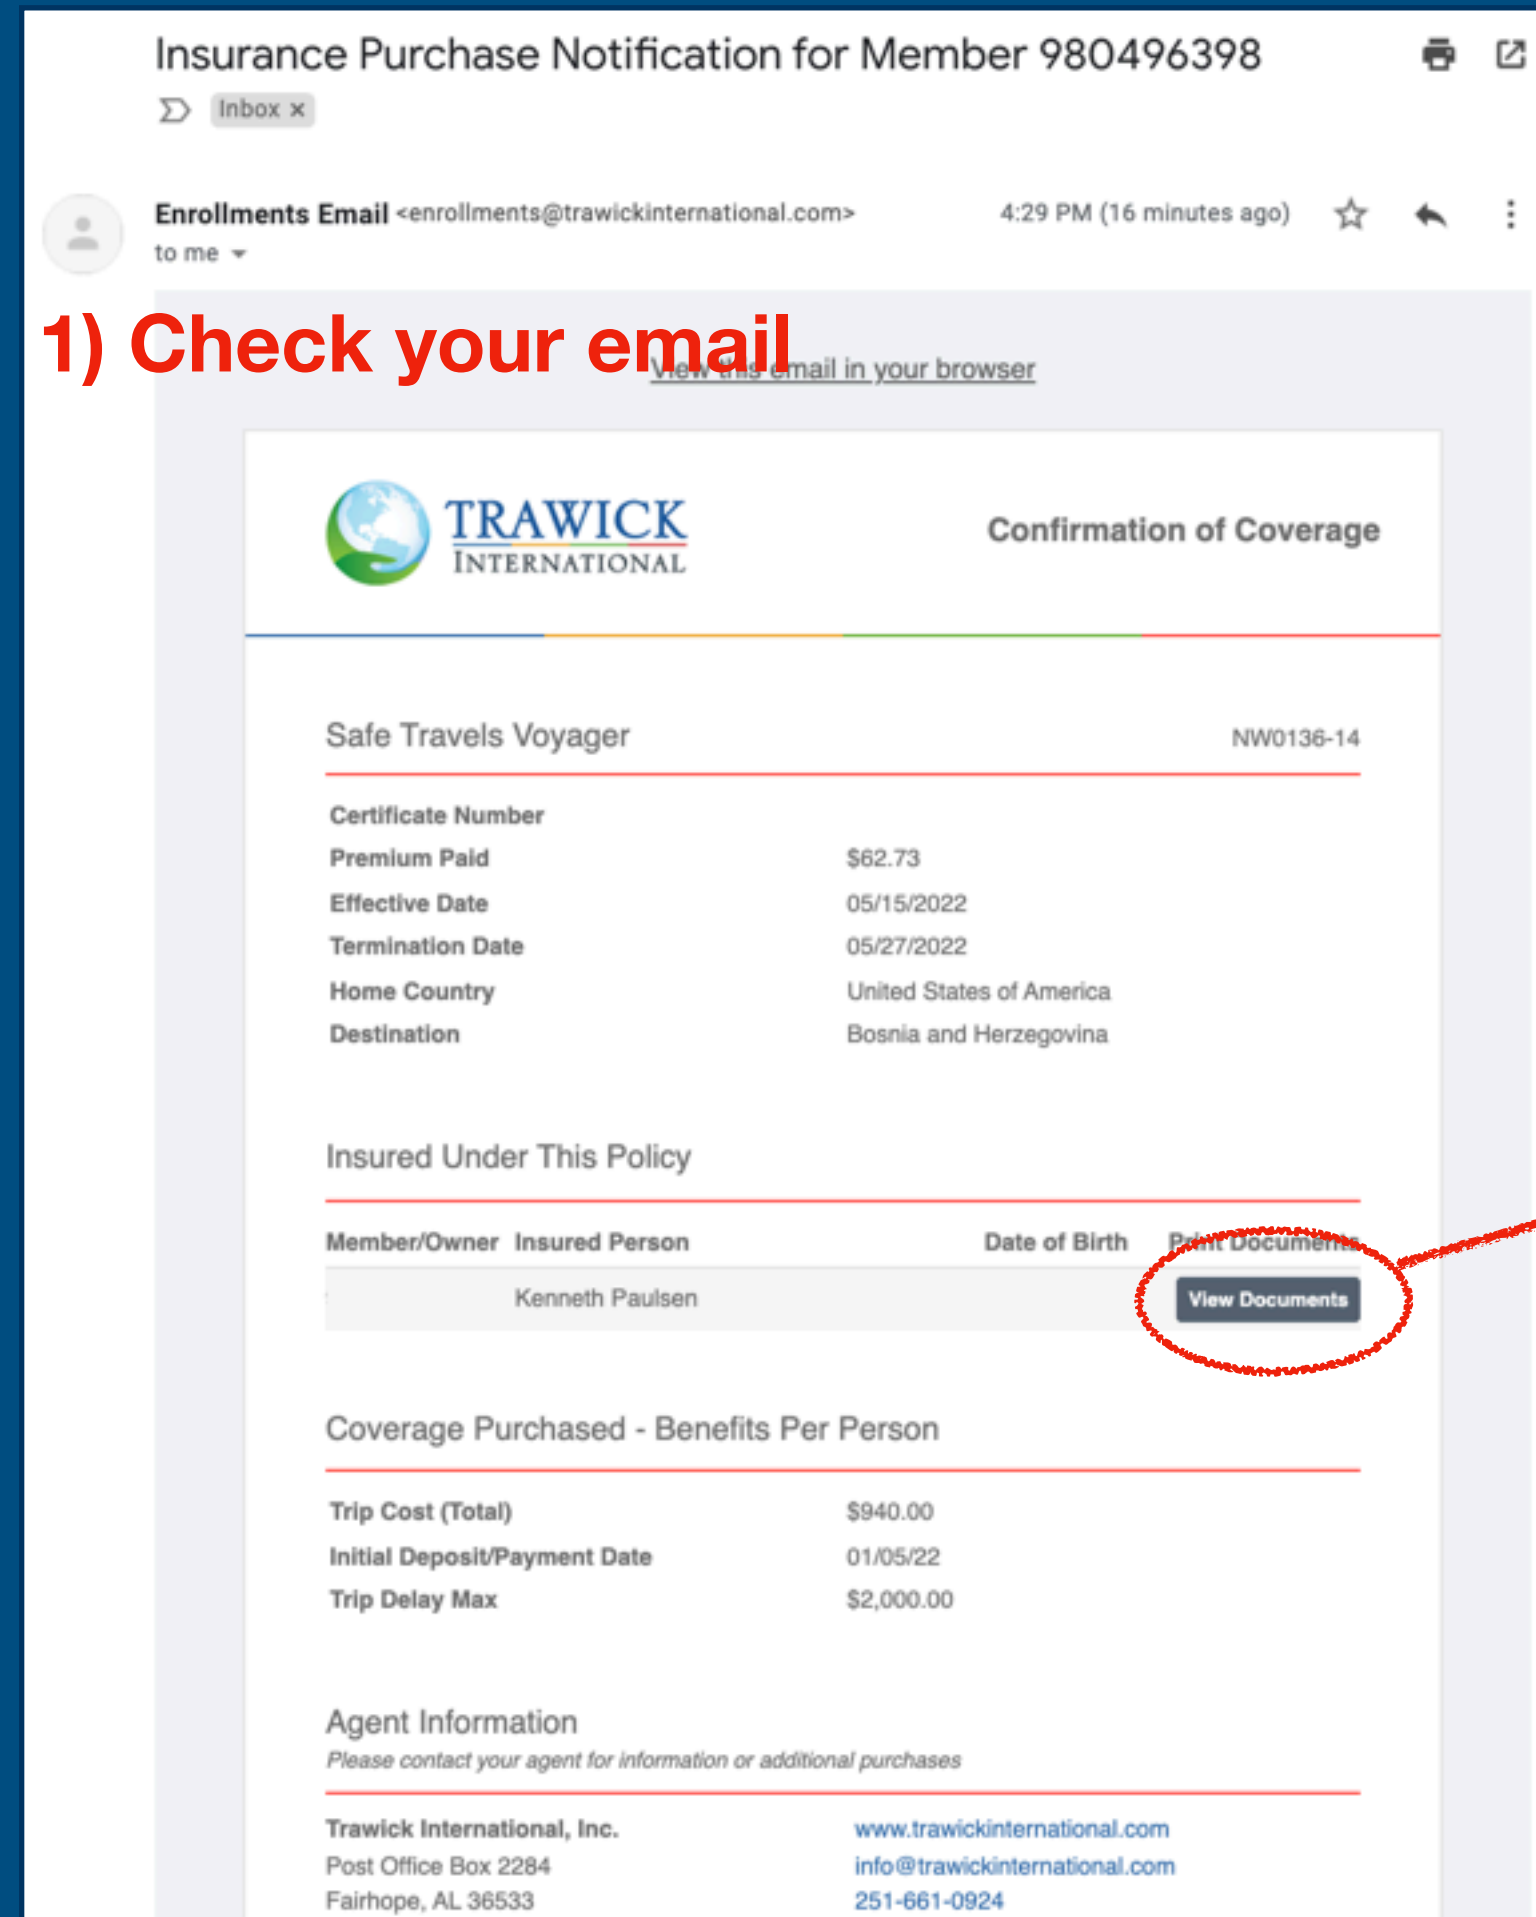 Insurance Purchase Notification for Member 980496398
Inbox ×
Enrollments Email <enrollments@trawickinternational.com> 4:29 PM (16 minutes ago)
to me
1) Check your email
View this email in your browser
TRAWICK
INTERNATIONAL
Confirmation of Coverage
Safe Travels Voyager NW0136-14
Certificate Number
Premium Paid $62.73
Effective Date 05/15/2022
Termination Date 05/27/2022
Home Country United States of America
Destination Bosnia and Herzegovina
Insured Under This Policy
Member/Owner Insured Person Date of Birth Print Documents
Kenneth Paulsen View Documents
Coverage Purchased - Benefits Per Person
Trip Cost (Total) $940.00
Initial Deposit/Payment Date 01/05/22
Trip Delay Max $2,000.00
Agent Information
Please contact your agent for information or additional purchases
Trawick International, Inc. www.trawickinternational.com
Post Office Box 2284 info@trawickinternational.com
Fairhope, AL 36533 251-661-0924